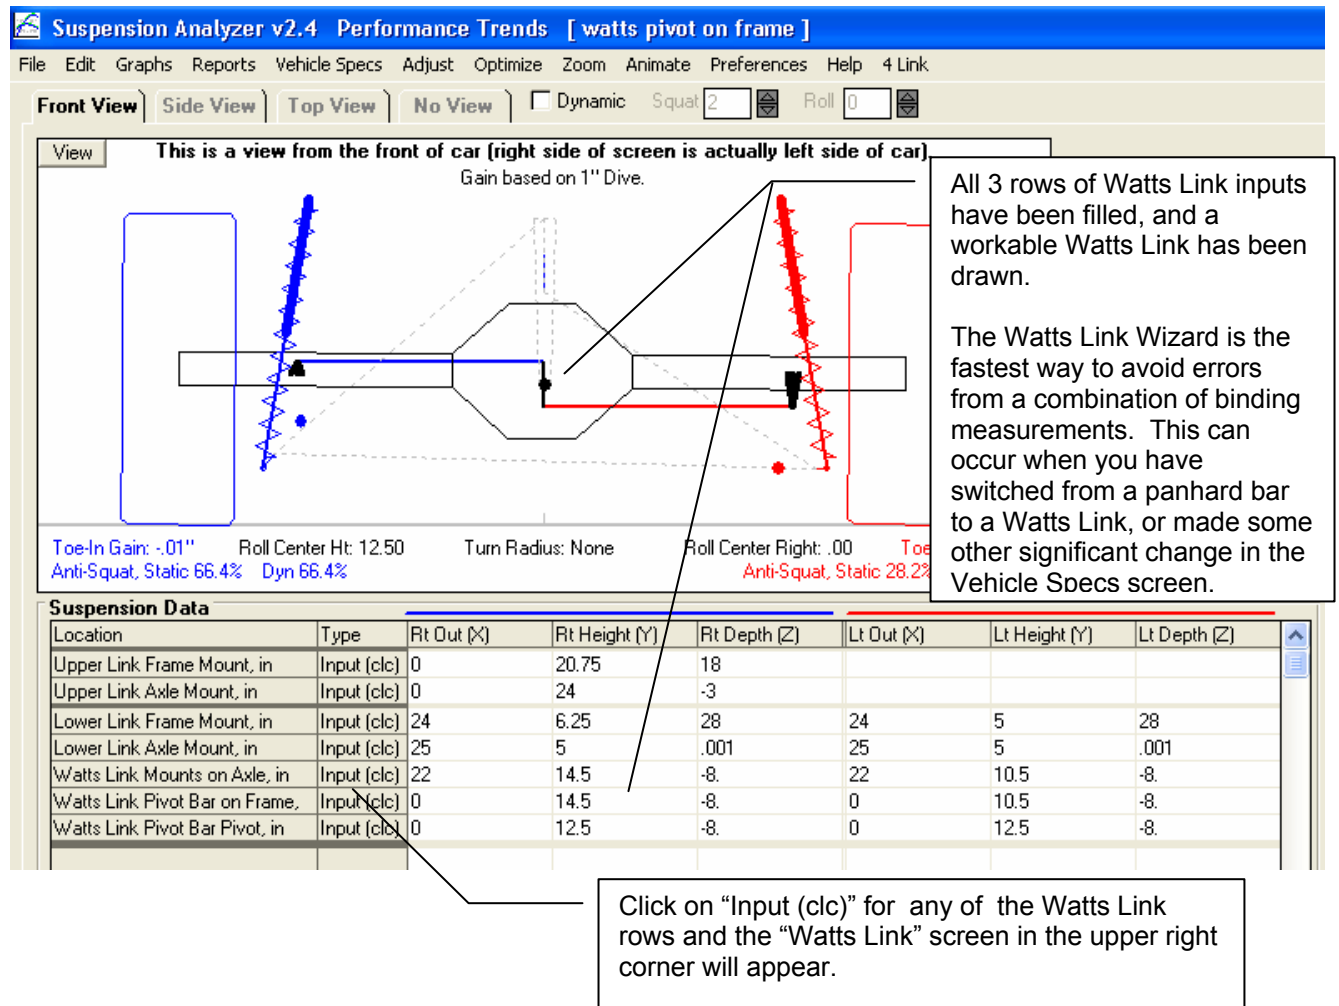 Suspension Analyzer v2.4   Performance Trends   [ watts pivot on frame ]
File Edit Graphs Reports Vehicle Specs Adjust Optimize Zoom Animate Preferences Help 4 Link
Front View Side View Top View No View Dynamic Squat 2 Roll 0
View This is a view from the front of car (right side of screen is actually left side of car).
Gain based on 1'' Dive.
All 3 rows of Watts Link inputs
have been filled, and a
workable Watts Link has been
drawn.
The Watts Link Wizard is the
fastest way to avoid errors
from a combination of binding
measurements.  This can
occur when you have
switched from a panhard bar
to a Watts Link, or made some
other significant change in the
Vehicle Specs screen.
Toe-In Gain: -.01'' Roll Center Ht: 12.50 Turn Radius: None Roll Center Right: .00 Toe
Anti-Squat, Static 66.4% Dyn 66.4% Anti-Squat, Static 28.2%
Suspension Data
Location Type Rt Out (X) Rt Height (Y) Rt Depth (Z) Lt Out (X) Lt Height (Y) Lt Depth (Z)
Upper Link Frame Mount, in Input (clc) 0 20.75 18
Upper Link Axle Mount, in Input (clc) 0 24 -3
Lower Link Frame Mount, in Input (clc) 24 6.25 28 24 5 28
Lower Link Axle Mount, in Input (clc) 25 5 .001 25 5 .001
Watts Link Mounts on Axle, in Input (clc) 22 14.5 -8. 22 10.5 -8.
Watts Link Pivot Bar on Frame, Input (clc) 0 14.5 -8. 0 10.5 -8.
Watts Link Pivot Bar Pivot, in Input (clc) 0 12.5 -8. 0 12.5 -8.
Click on “Input (clc)” for  any of  the Watts Link
rows and the “Watts Link” screen in the upper right
corner will appear.